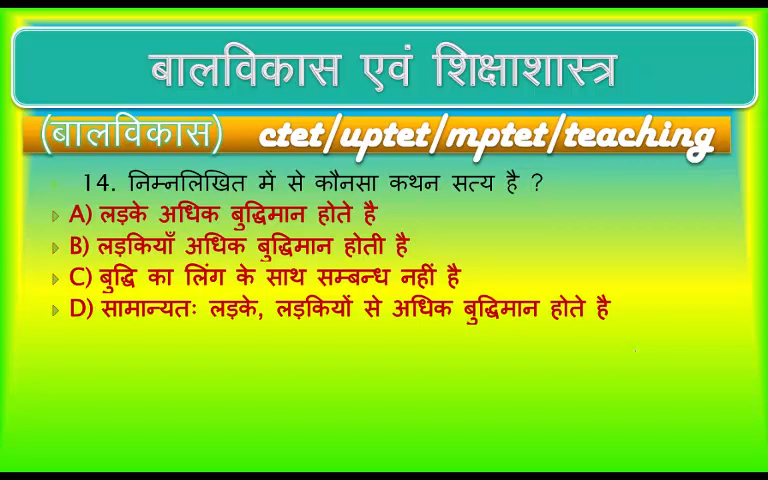 बालविकास एवं शिक्षाशास्त्र
(बालविकास) ctet/uptet/mptet/teaching
14. निम्नलिखित में से कौनसा कथन सत्य है ?
A) लड़के अधिक बुद्धिमान होते है
B) लड़कियाँ अधिक बुद्धिमान होती है
C) बुद्धि का लिंग के साथ सम्बन्ध नहीं है
D) सामान्यतः लड़के, लड़कियों से अधिक बुद्धिमान होते है